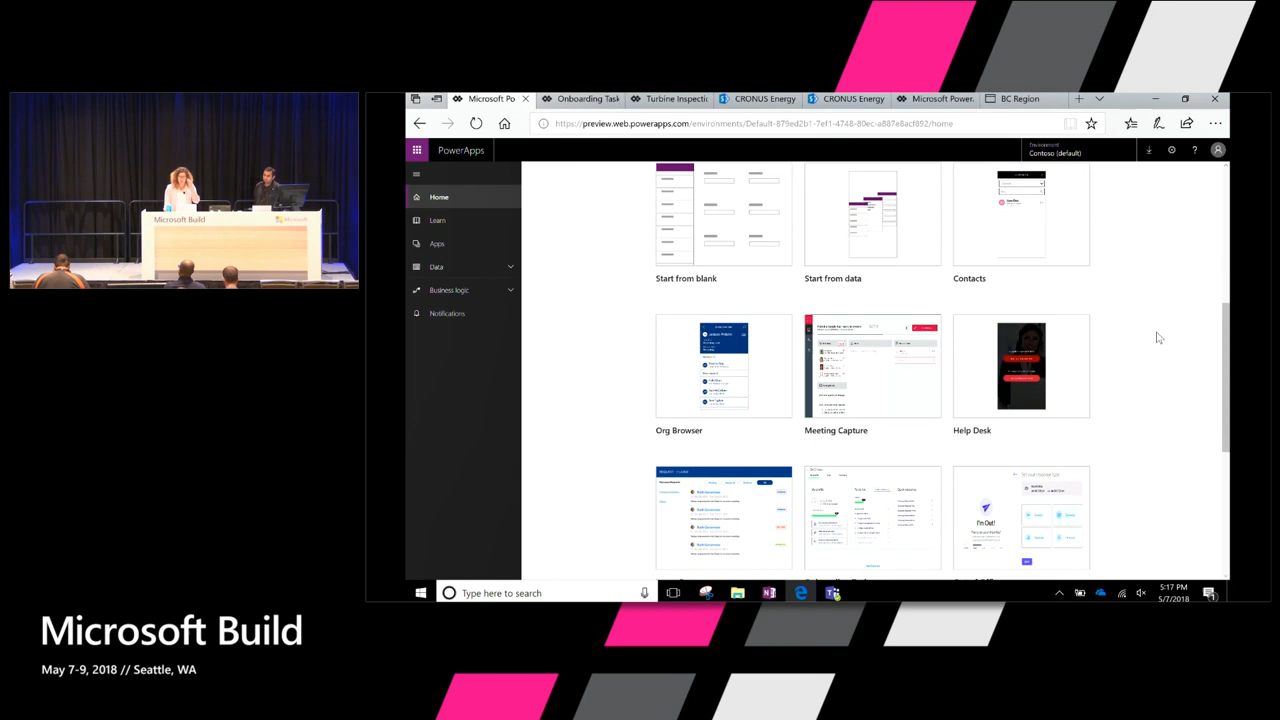 Microsoft Po
Onboarding Task
Turbine Inspecti
CRONUS Energy
CRONUS Energy
Microsoft Power.
BC Region
https://preview.web.powerapps.com/environments/Default-879ed2b1-7ef1-4748-80ec-a887e8acf892/home
PowerApps
Environment
Contoso (default)
Home
Learn
Apps
Data
Business logic
Notifications
Start from blank
Start from data
Contacts
Org Browser
Meeting Capture
Help Desk
I'm Out!
Type here to search
5:17 PM
5/7/2018
Microsoft Build
Microsoft
Microsoft Build
May 7-9, 2018 // Seattle, WA